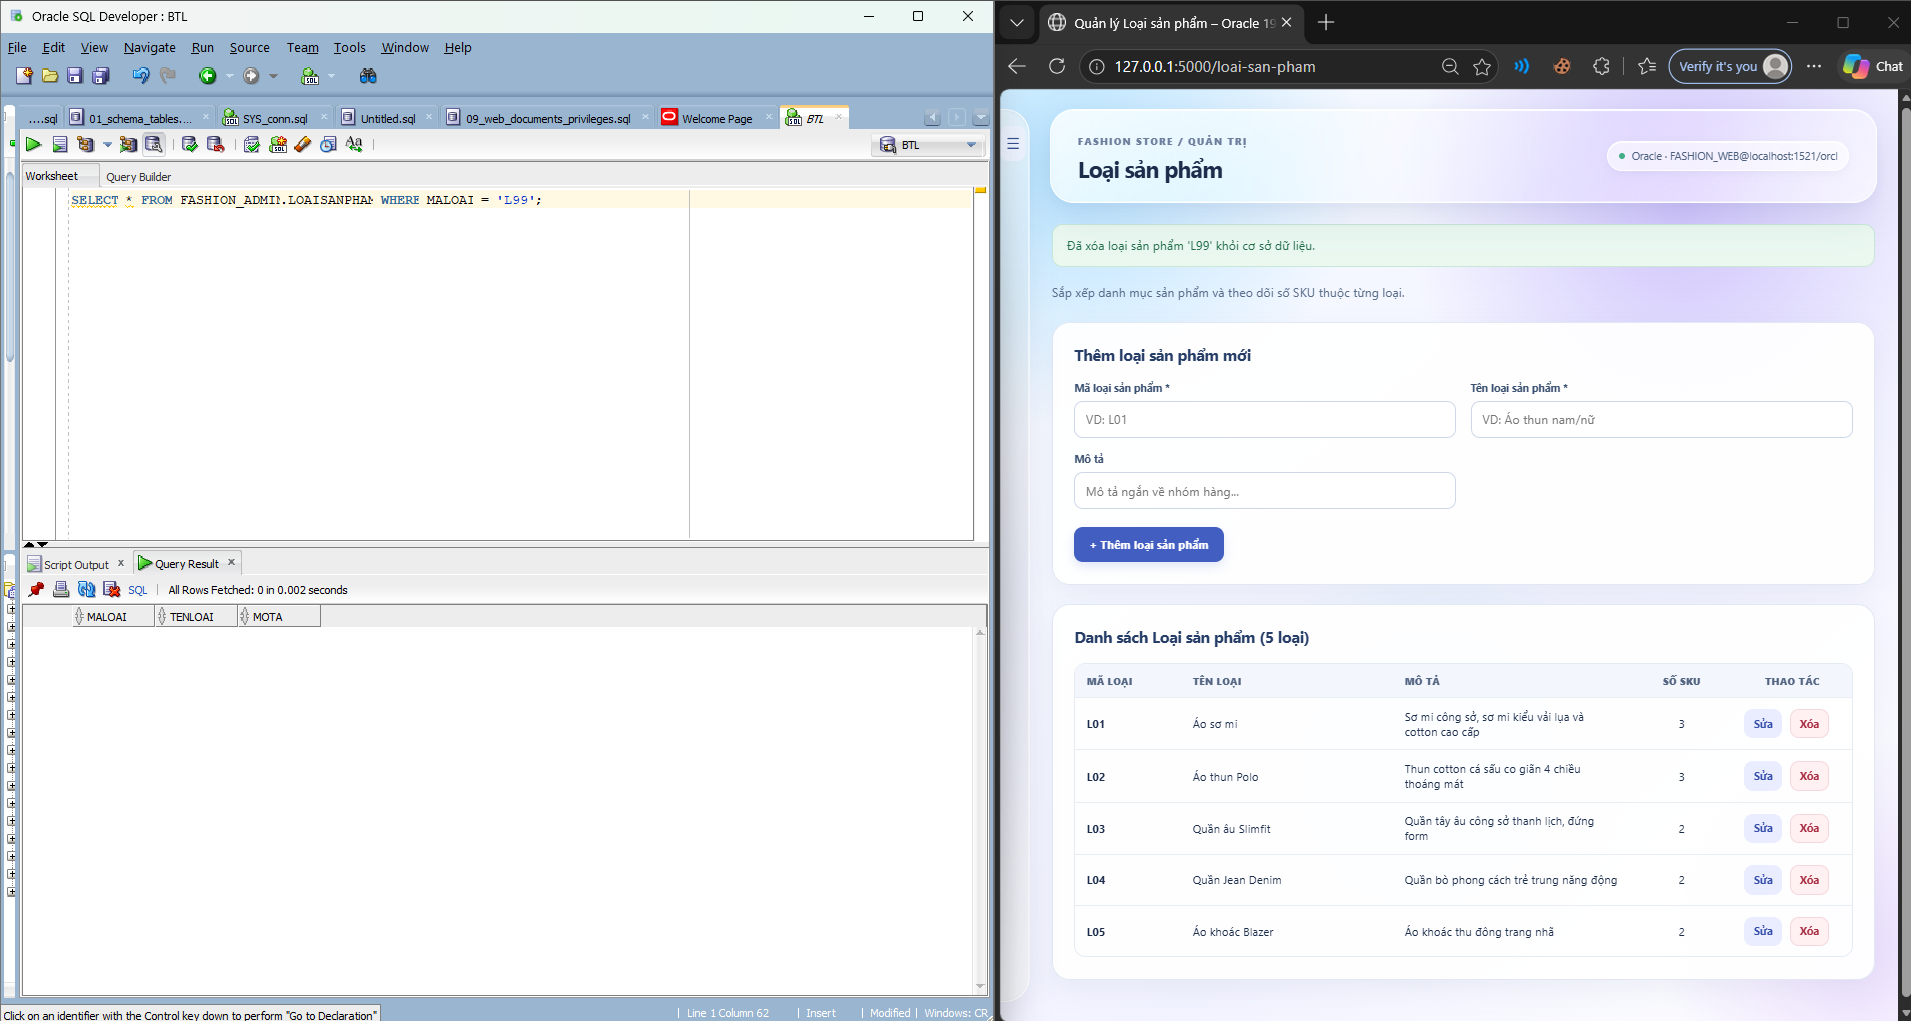 Oracle SQL Developer : BTL
File Edit View Navigate Run Source Team Tools Window Help
....sql 01_schema_tables.... SYS_conn.sql Untitled.sql 09_web_documents_privileges.sql Welcome Page BTL
BTL
Worksheet Query Builder
SELECT * FROM FASHION_ADMIN.LOAISANPHAM WHERE MALOAI = 'L99';
Script Output Query Result
SQL All Rows Fetched: 0 in 0.002 seconds
MALOAI TENLOAI MOTA
Click on an identifier with the Control key down to perform "Go to Declaration"
Line 1 Column 62 Insert Modified Windows: CR
Quản lý Loại sản phẩm – Oracle 19
127.0.0.1:5000/loai-san-pham
Verify it's you
Chat
FASHION STORE / QUẢN TRỊ
Loại sản phẩm
Oracle · FASHION_WEB@localhost:1521/orcl
Đã xóa loại sản phẩm 'L99' khỏi cơ sở dữ liệu.
Sắp xếp danh mục sản phẩm và theo dõi số SKU thuộc từng loại.
Thêm loại sản phẩm mới
Mã loại sản phẩm * Tên loại sản phẩm *
VD: L01 VD: Áo thun nam/nữ
Mô tả
Mô tả ngắn về nhóm hàng...
+ Thêm loại sản phẩm
Danh sách Loại sản phẩm (5 loại)
MÃ LOẠI TÊN LOẠI MÔ TẢ SỐ SKU THAO TÁC
L01 Áo sơ mi Sơ mi công sở, sơ mi kiểu vải lụa và 3 Sửa Xóa
cotton cao cấp
L02 Áo thun Polo Thun cotton cá sấu co giãn 4 chiều 3 Sửa Xóa
thoáng mát
L03 Quần âu Slimfit Quần tây âu công sở thanh lịch, đứng 2 Sửa Xóa
form
L04 Quần Jean Denim Quần bò phong cách trẻ trung năng động 2 Sửa Xóa
L05 Áo khoác Blazer Áo khoác thu đông trang nhã 2 Sửa Xóa